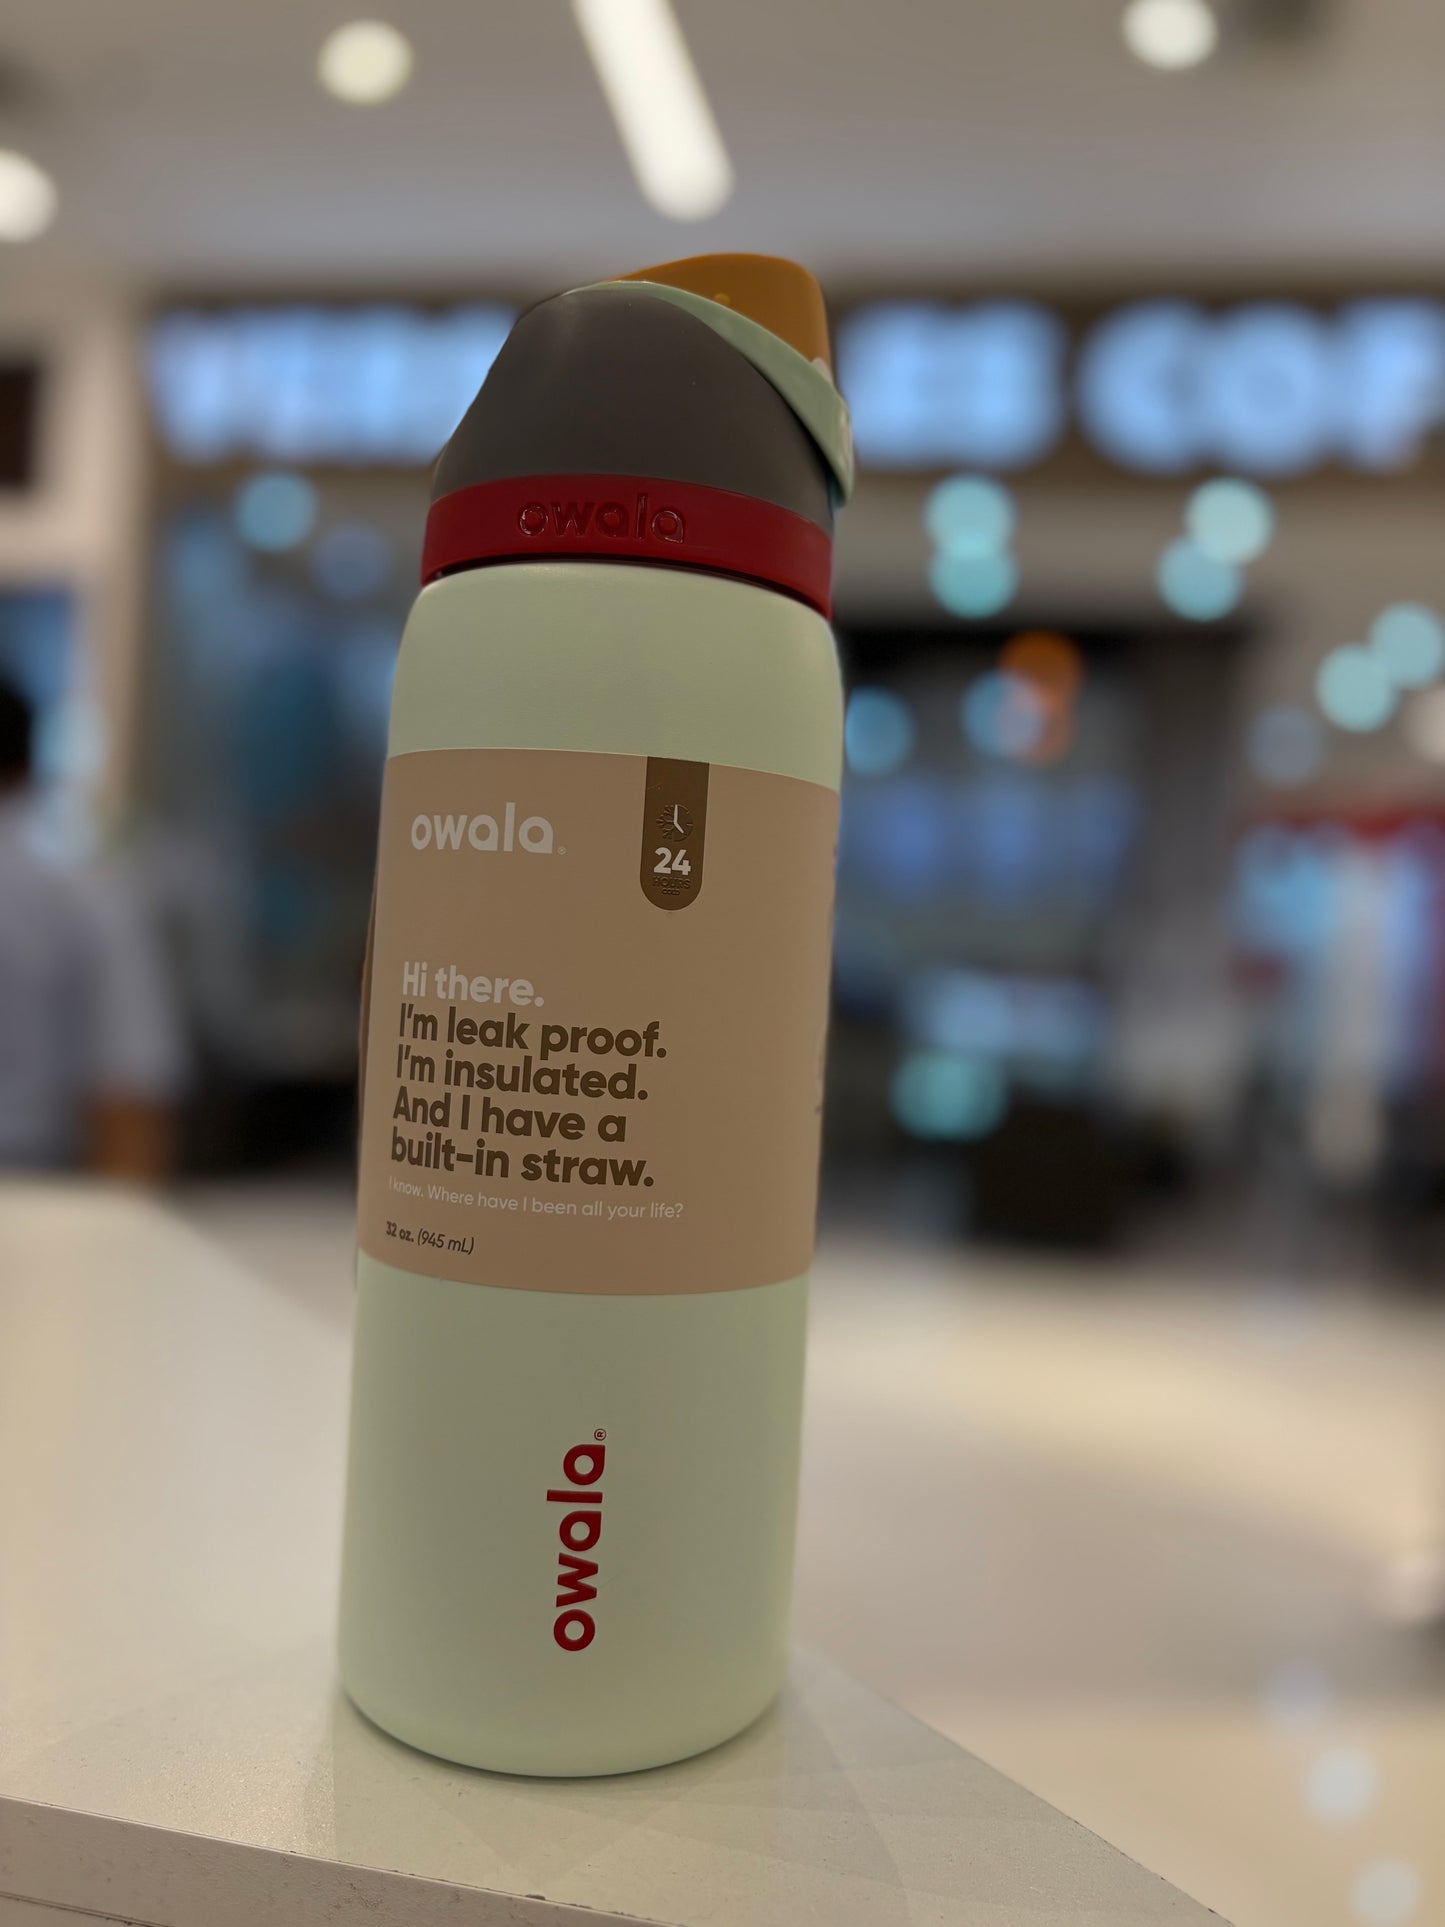 owala
owala®
24
HOURS
COLD
Hi there.
I'm leak proof.
I'm insulated.
And I have a
built-in straw.
I know. Where have I been all your life?
32 oz. (945 mL)
owala®